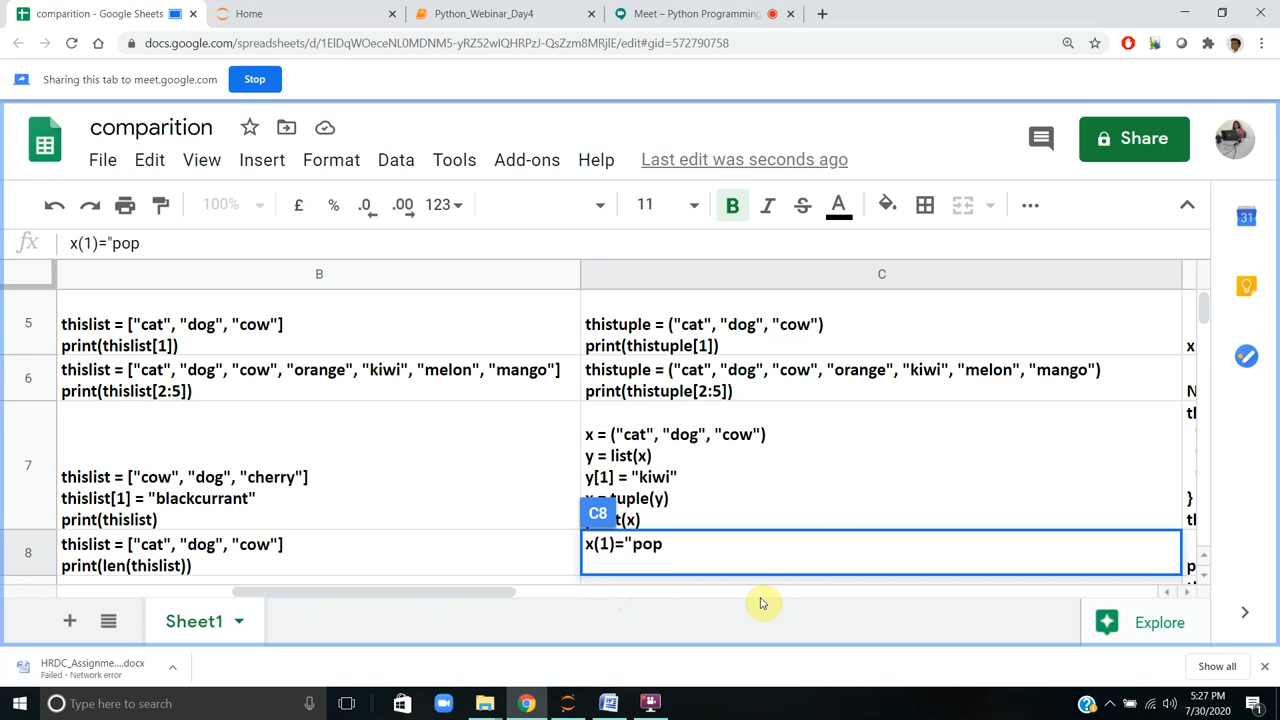 comparition - Google Sheets
Home
Python_Webinar_Day4
Meet – Python Programming
docs.google.com/spreadsheets/d/1ElDqWOeceNL0MDNM5-yRZ52wIQHRPzJ-QsZzm8MRjlE/edit#gid=572790758
Sharing this tab to meet.google.com
Stop
comparition
Share
File Edit View Insert Format Data Tools Add-ons Help Last edit was seconds ago
100% £ % .0 .00 123 11 B I S A
fx x(1)="pop
B C
5
thislist = ["cat", "dog", "cow"]
print(thislist[1])
thistuple = ("cat", "dog", "cow")
print(thistuple[1])
x
6
thislist = ["cat", "dog", "cow", "orange", "kiwi", "melon", "mango"]
print(thislist[2:5])
thistuple = ("cat", "dog", "cow", "orange", "kiwi", "melon", "mango")
print(thistuple[2:5])
N
7
thislist = ["cow", "dog", "cherry"]
thislist[1] = "blackcurrant"
print(thislist)
x = ("cat", "dog", "cow")
y = list(x)
y[1] = "kiwi"
tuple(y)
t(x)
C8
th
}
8
thislist = ["cat", "dog", "cow"]
print(len(thislist))
x(1)="pop
Sheet1
Explore
HRDC_Assignme....docx
Failed - Network error
Show all
Type here to search
5:27 PM
7/30/2020